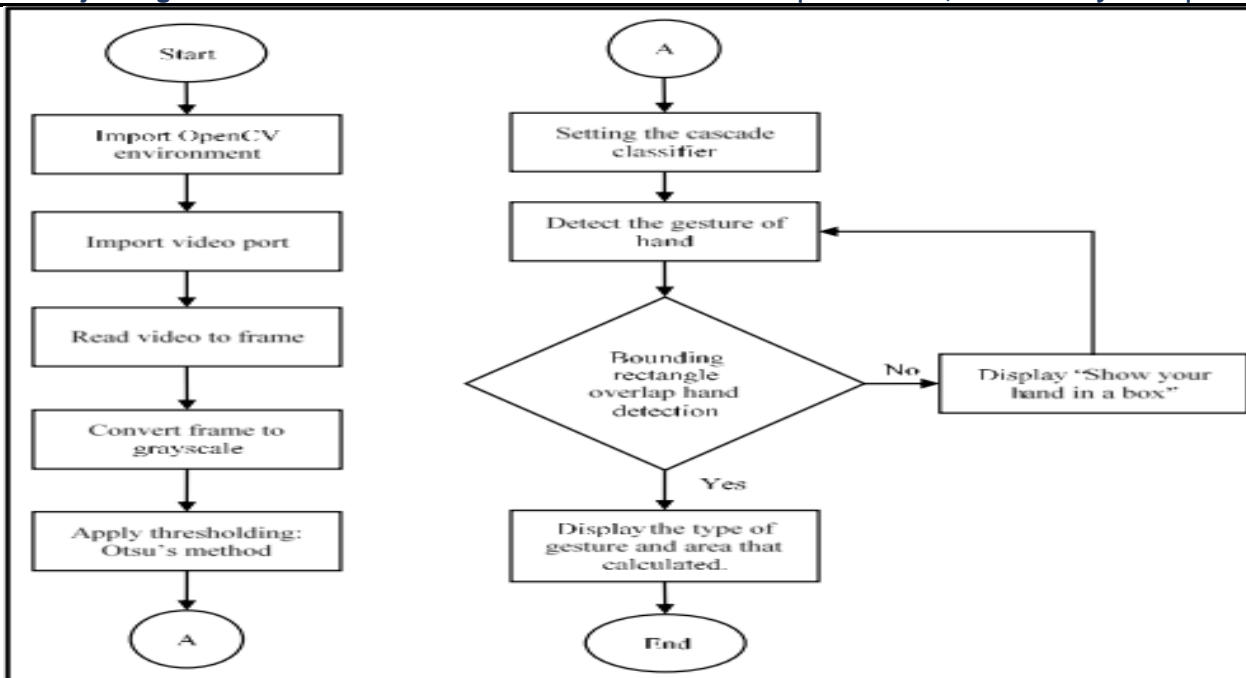 Start
Import OpenCV
environment
Import video port
Read video to frame
Convert frame to
grayscale
Apply thresholding:
Otsu's method
A
A
Setting the cascade
classifier
Detect the gesture of
hand
Bounding
rectangle
overlap hand
detection
No
Display "Show your
hand in a box"
Yes
Display the type of
gesture and area that
calculated.
End